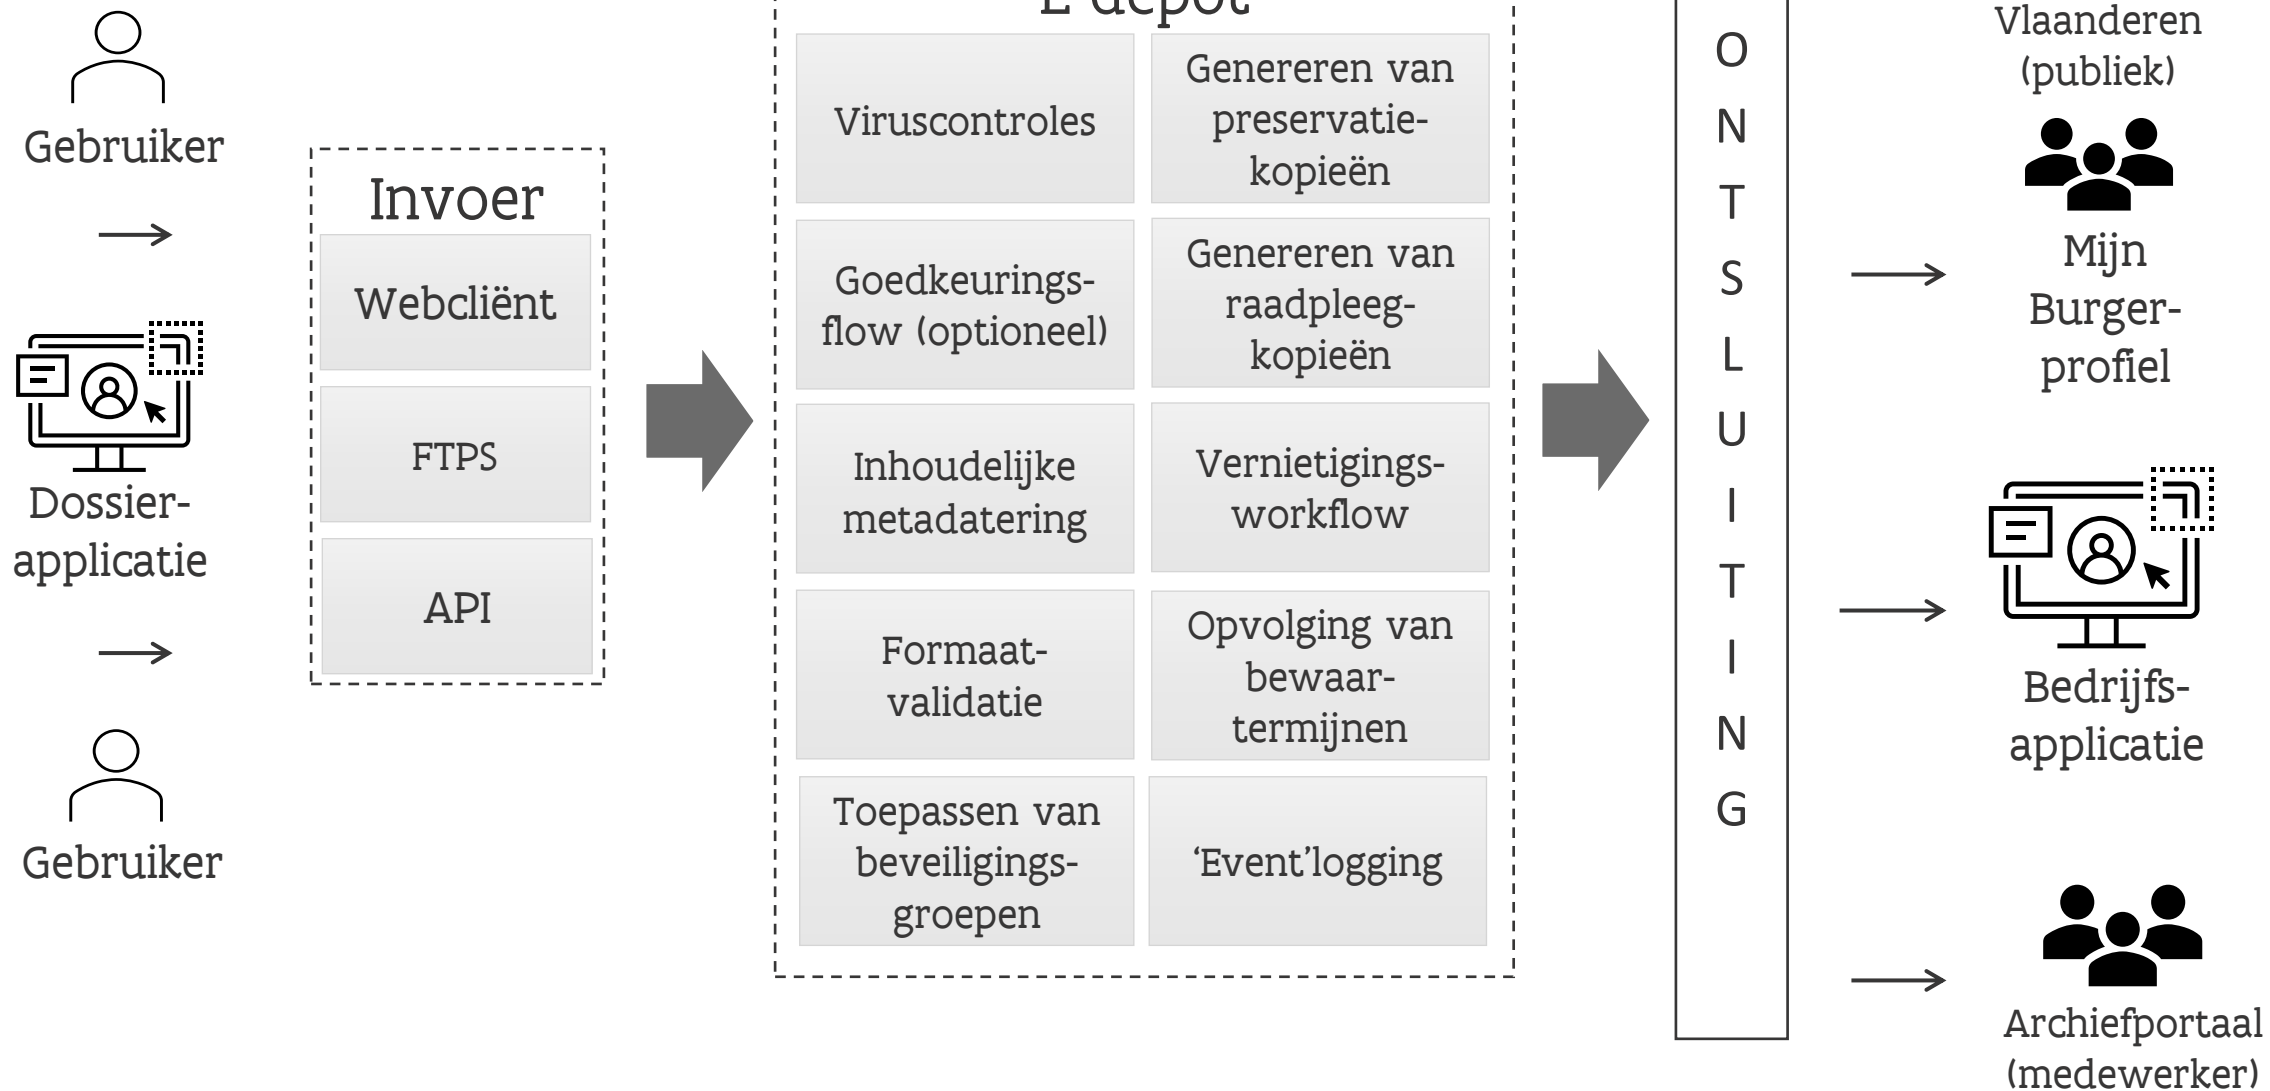 Gebruiker
Dossier-
applicatie
Gebruiker
Invoer
Webcliënt
FTPS
API
E-depot
Viruscontroles
Genereren van
preservatie-
kopieën
Goedkeurings-
flow (optioneel)
Genereren van
raadpleeg-
kopieën
Inhoudelijke
metadatering
Vernietigings-
workflow
Formaat-
validatie
Opvolging van
bewaar-
termijnen
Toepassen van
beveiligings-
groepen
‘Event’logging
O
N
T
S
L
U
I
T
I
N
G
Vlaanderen
(publiek)
Mijn
Burger-
profiel
Bedrijfs-
applicatie
Archiefportaal
(medewerker)